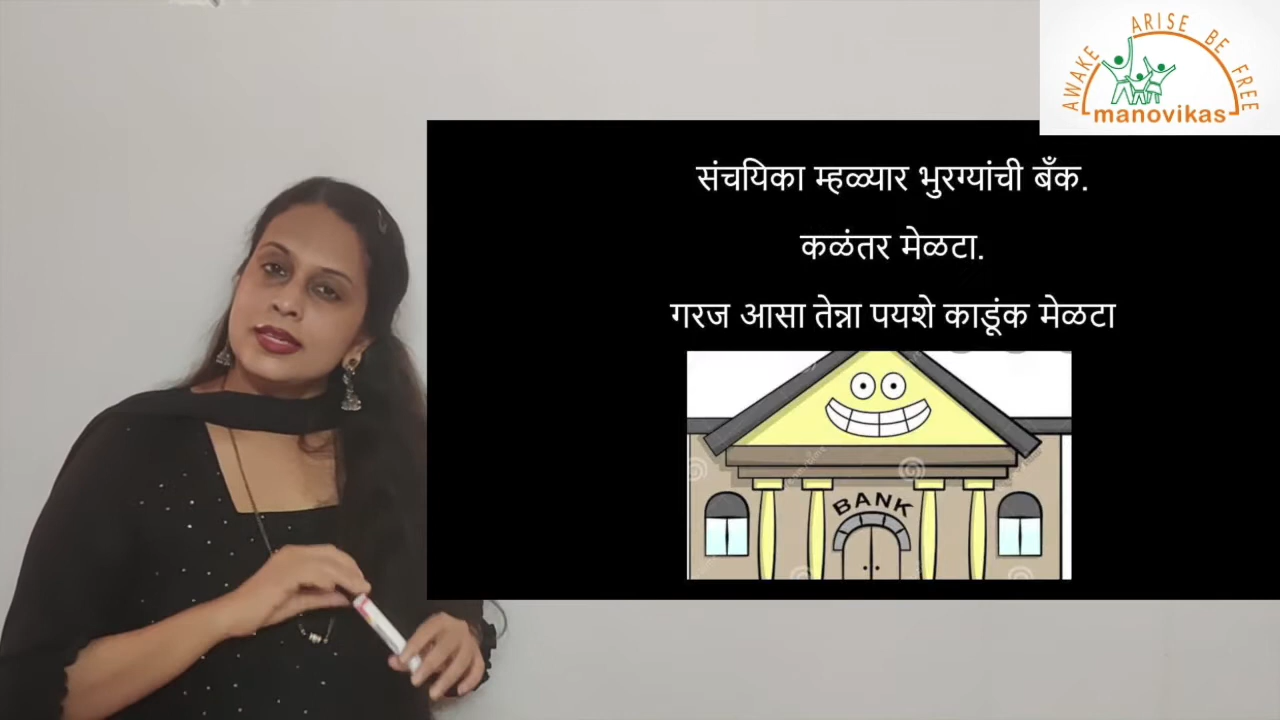 AWAKE ARISE BE FREE
manovikas
संचयिका म्हळ्यार भुरग्यांची बँक.
कळंतर मेळटा.
गरज आसा तेन्ना पयशे काडूंक मेळटा
BANK